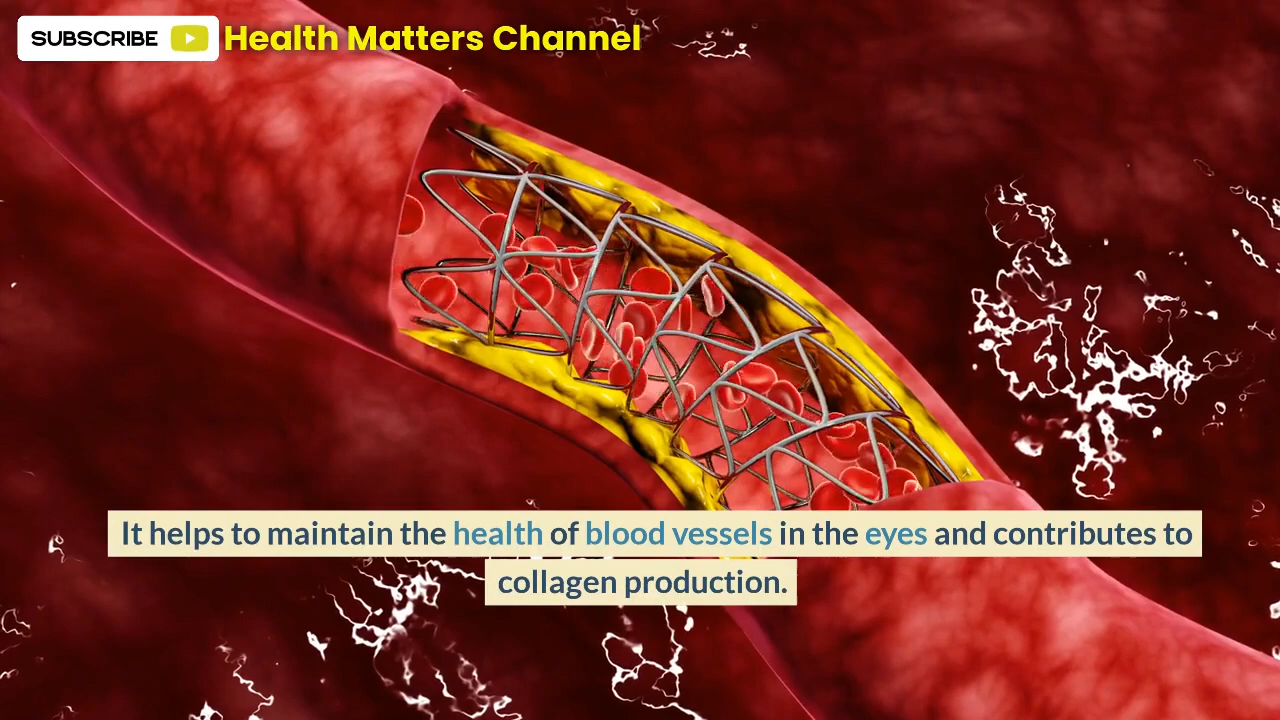 SUBSCRIBE Health Matters Channel
It helps to maintain the health of blood vessels in the eyes and contributes to
collagen production.